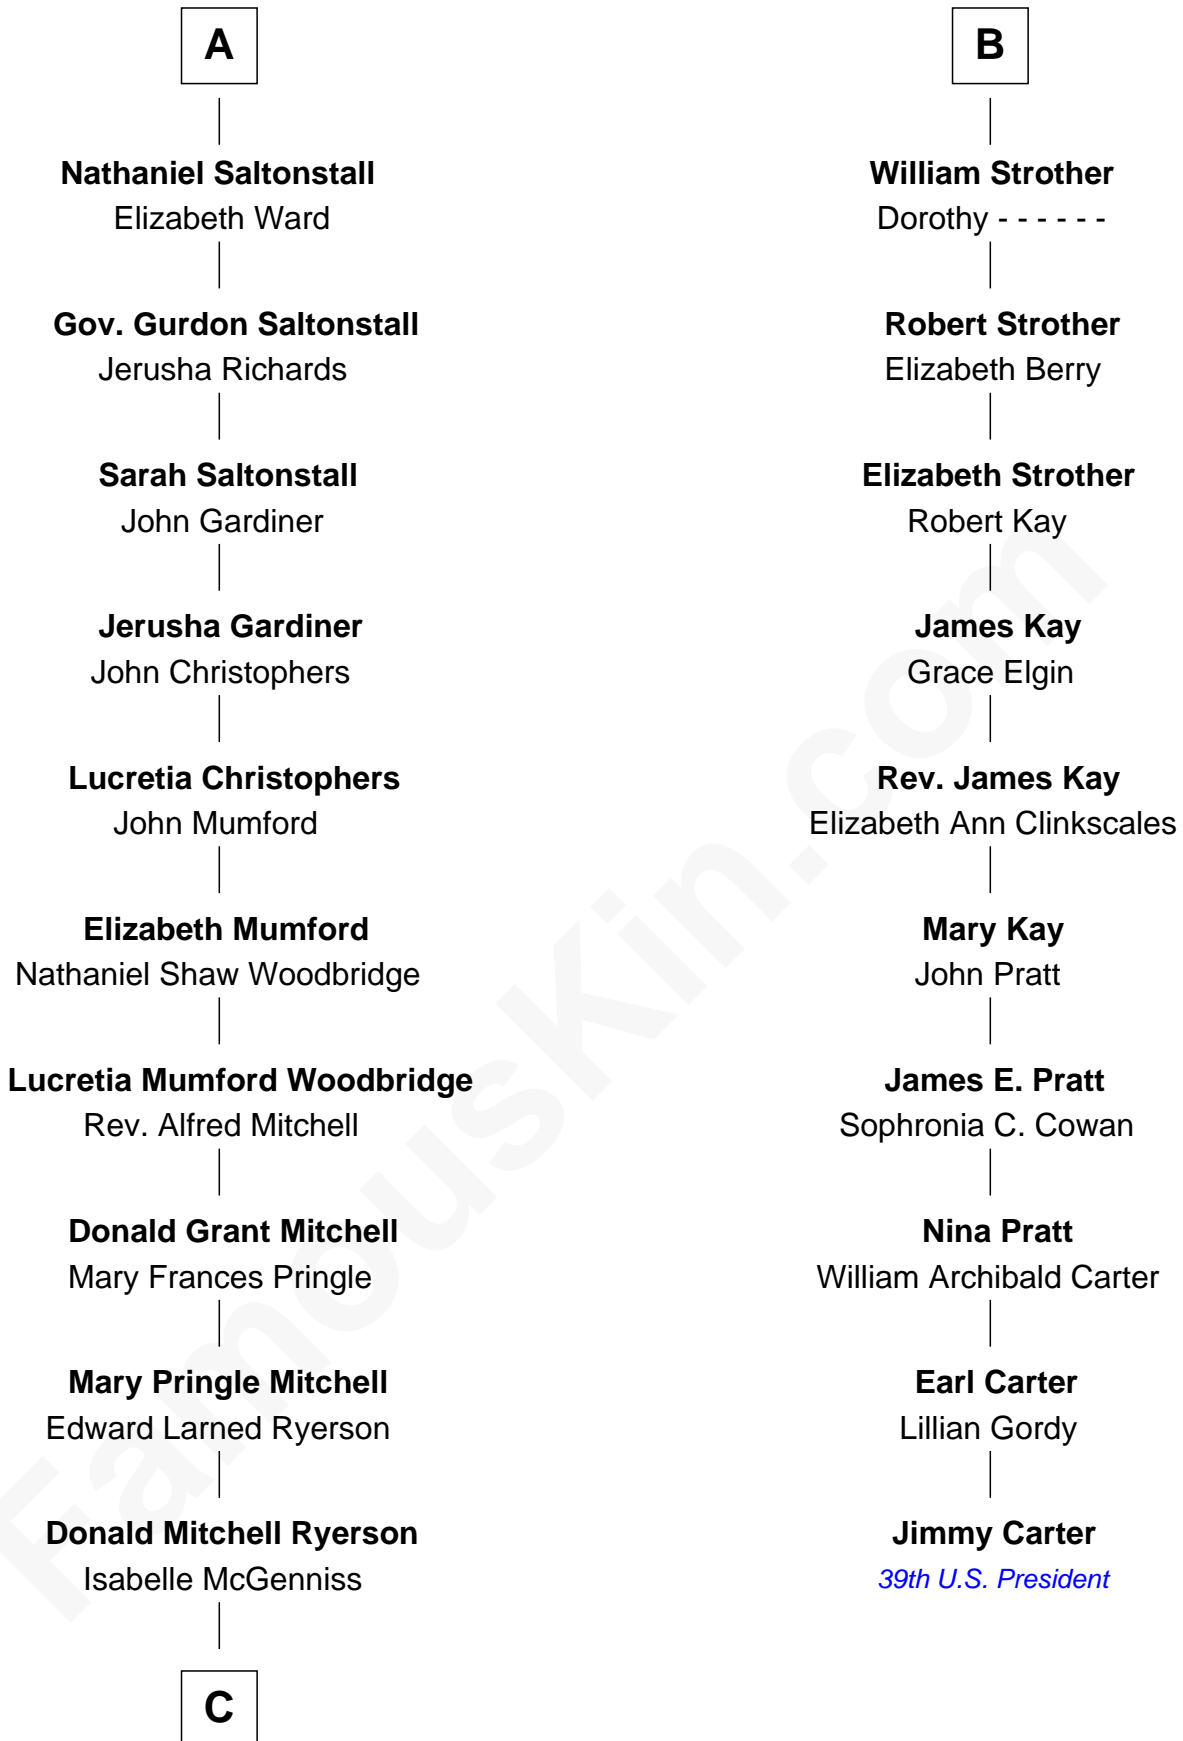 A
Nathaniel Saltonstall
Elizabeth Ward
Gov. Gurdon Saltonstall
Jerusha Richards
Sarah Saltonstall
John Gardiner
Jerusha Gardiner
John Christophers
Lucretia Christophers
John Mumford
Elizabeth Mumford
Nathaniel Shaw Woodbridge
Lucretia Mumford Woodbridge
Rev. Alfred Mitchell
Donald Grant Mitchell
Mary Frances Pringle
Mary Pringle Mitchell
Edward Larned Ryerson
Donald Mitchell Ryerson
Isabelle McGenniss
C
B
William Strother
Dorothy - - - - - -
Robert Strother
Elizabeth Berry
Elizabeth Strother
Robert Kay
James Kay
Grace Elgin
Rev. James Kay
Elizabeth Ann Clinkscales
Mary Kay
John Pratt
James E. Pratt
Sophronia C. Cowan
Nina Pratt
William Archibald Carter
Earl Carter
Lillian Gordy
Jimmy Carter
39th U.S. President
FamousKin.com